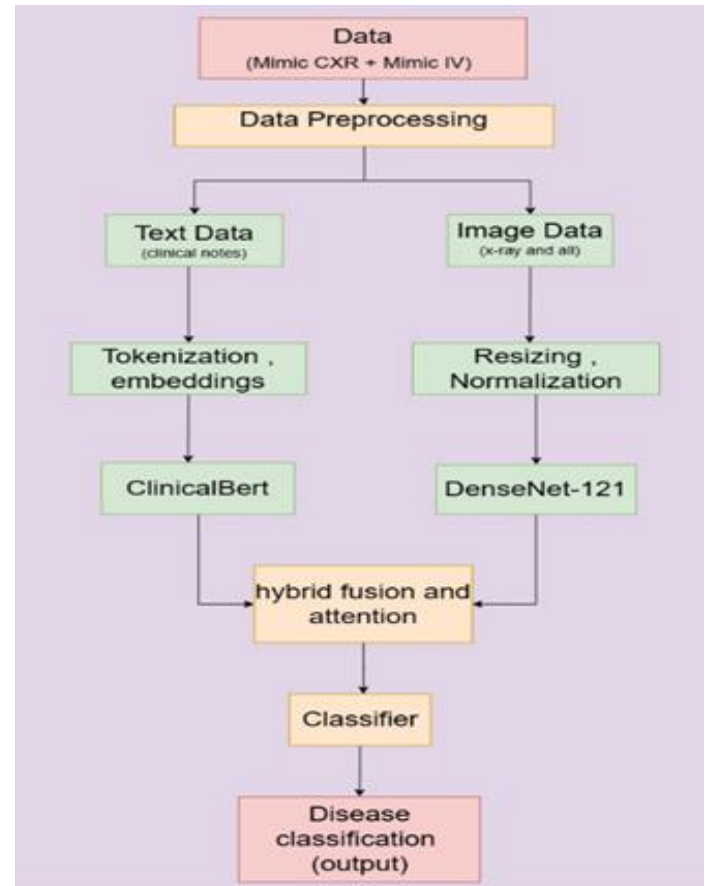 Data
(Mimic CXR + Mimic IV)
Data Preprocessing
Text Data
(clinical notes)
Image Data
(x-ray and all)
Tokenization ,
embeddings
Resizing ,
Normalization
ClinicalBert
DenseNet-121
hybrid fusion and
attention
Classifier
Disease
classification
(output)